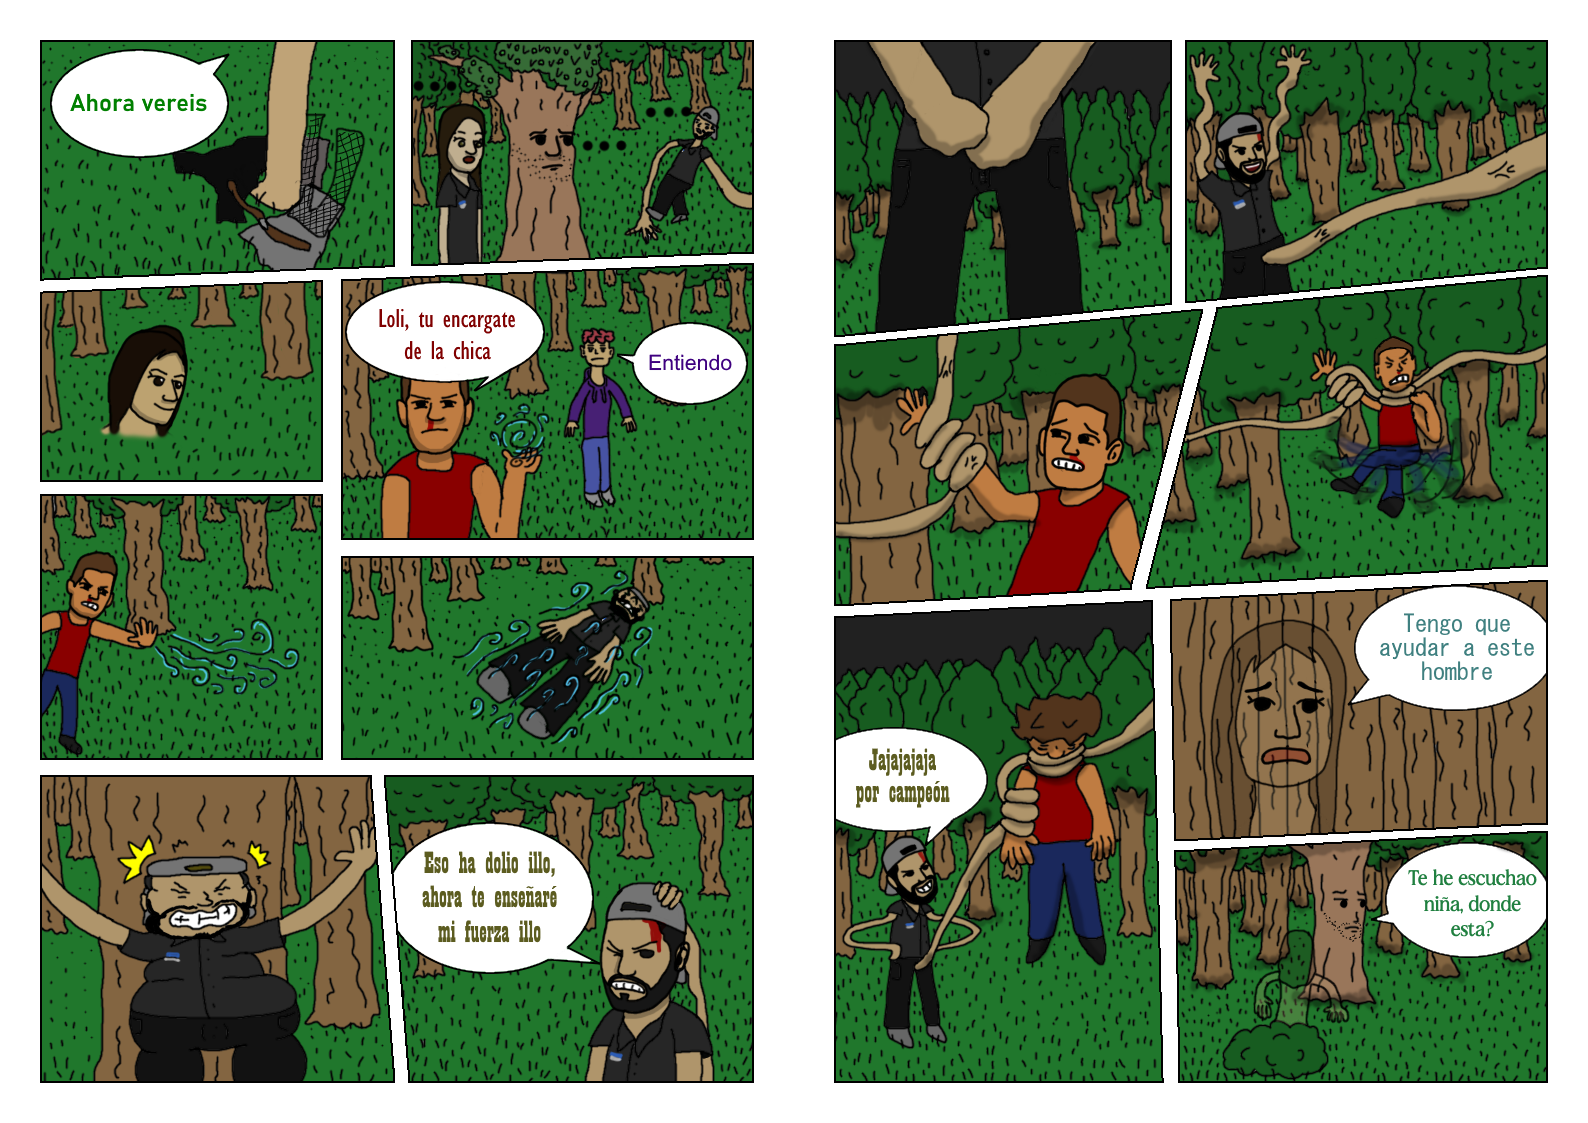 Ahora vereis
Loli, tu encargate
de la chica
Entiendo
Eso ha dolio illo,
ahora te enseñaré
mi fuerza illo
Jajajajaja
por campeón
Tengo que
ayudar a este
hombre
Te he escuchao
niña, donde
esta?